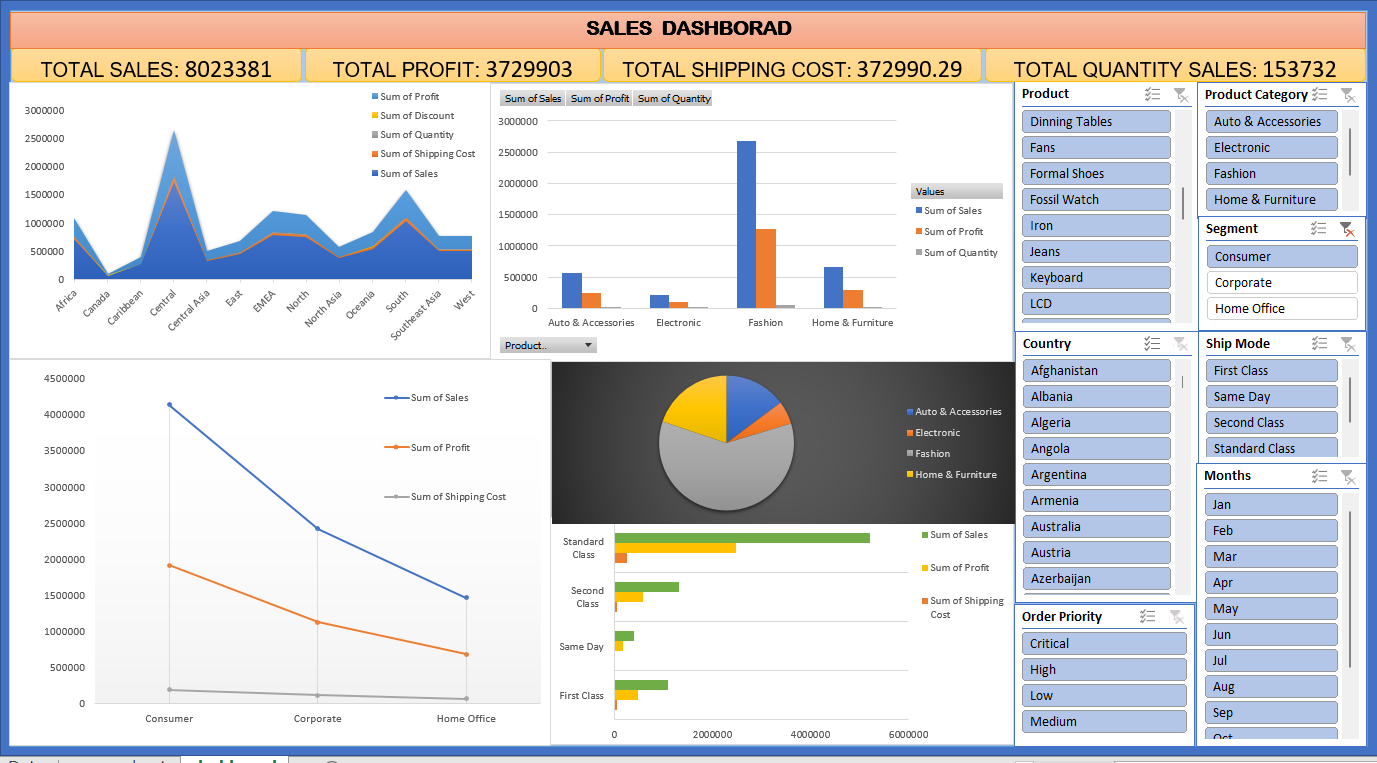 SALES DASHBORAD
TOTAL SALES: 8023381
TOTAL PROFIT: 3729903
TOTAL SHIPPING COST: 372990.29
TOTAL QUANTITY SALES: 153732
3000000
2500000
2000000
1500000
1000000
500000
0
Africa
Canada
Caribbean
Central
Central Asia
East
EMEA
North
North Asia
Oceania
South
Southeast Asia
West
Sum of Profit
Sum of Discount
Sum of Quantity
Sum of Shipping Cost
Sum of Sales
Sum of Sales
Sum of Profit
Sum of Quantity
3000000
2500000
2000000
1500000
1000000
500000
0
Auto & Accessories
Electronic
Fashion
Home & Furniture
Values
Sum of Sales
Sum of Profit
Sum of Quantity
Product..
4500000
4000000
3500000
3000000
2500000
2000000
1500000
1000000
500000
0
Consumer
Corporate
Home Office
Sum of Sales
Sum of Profit
Sum of Shipping Cost
Auto & Accessories
Electronic
Fashion
Home & Furniture
Standard
Class
Second
Class
Same Day
First Class
0
2000000
4000000
6000000
Sum of Sales
Sum of Profit
Sum of Shipping
Cost
Product
Dinning Tables
Fans
Formal Shoes
Fossil Watch
Iron
Jeans
Keyboard
LCD
Product Category
Auto & Accessories
Electronic
Fashion
Home & Furniture
Segment
Consumer
Corporate
Home Office
Country
Afghanistan
Albania
Algeria
Angola
Argentina
Armenia
Australia
Austria
Azerbaijan
Ship Mode
First Class
Same Day
Second Class
Standard Class
Order Priority
Critical
High
Low
Medium
Months
Jan
Feb
Mar
Apr
May
Jun
Jul
Aug
Sep
Oct